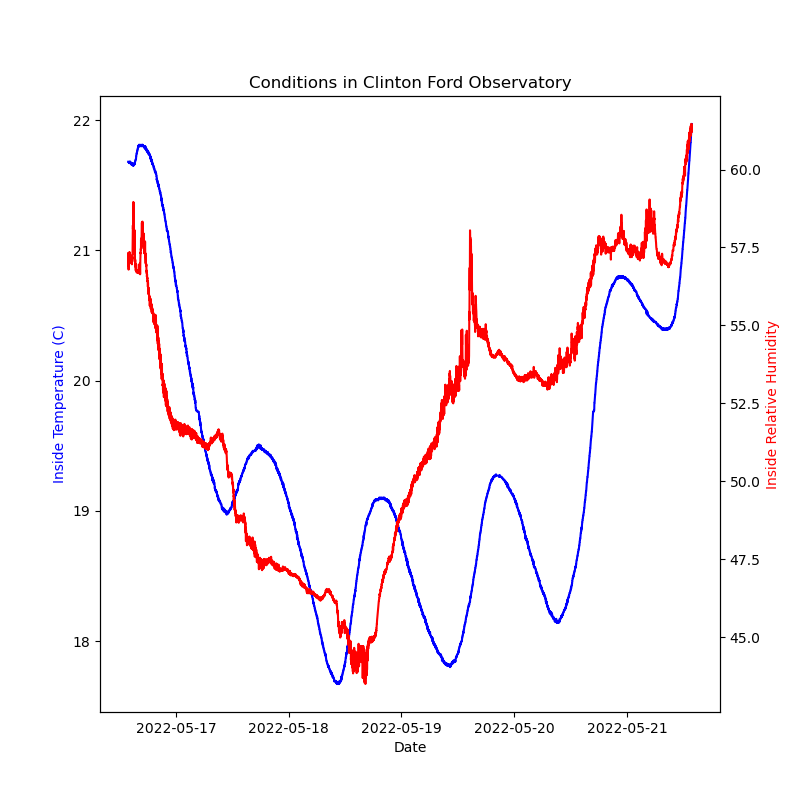 Conditions in Clinton Ford Observatory
22
21
20
19
18
Inside Temperature (C)
60.0
57.5
55.0
52.5
50.0
47.5
45.0
Inside Relative Humidity
2022-05-17 2022-05-18 2022-05-19 2022-05-20 2022-05-21
Date